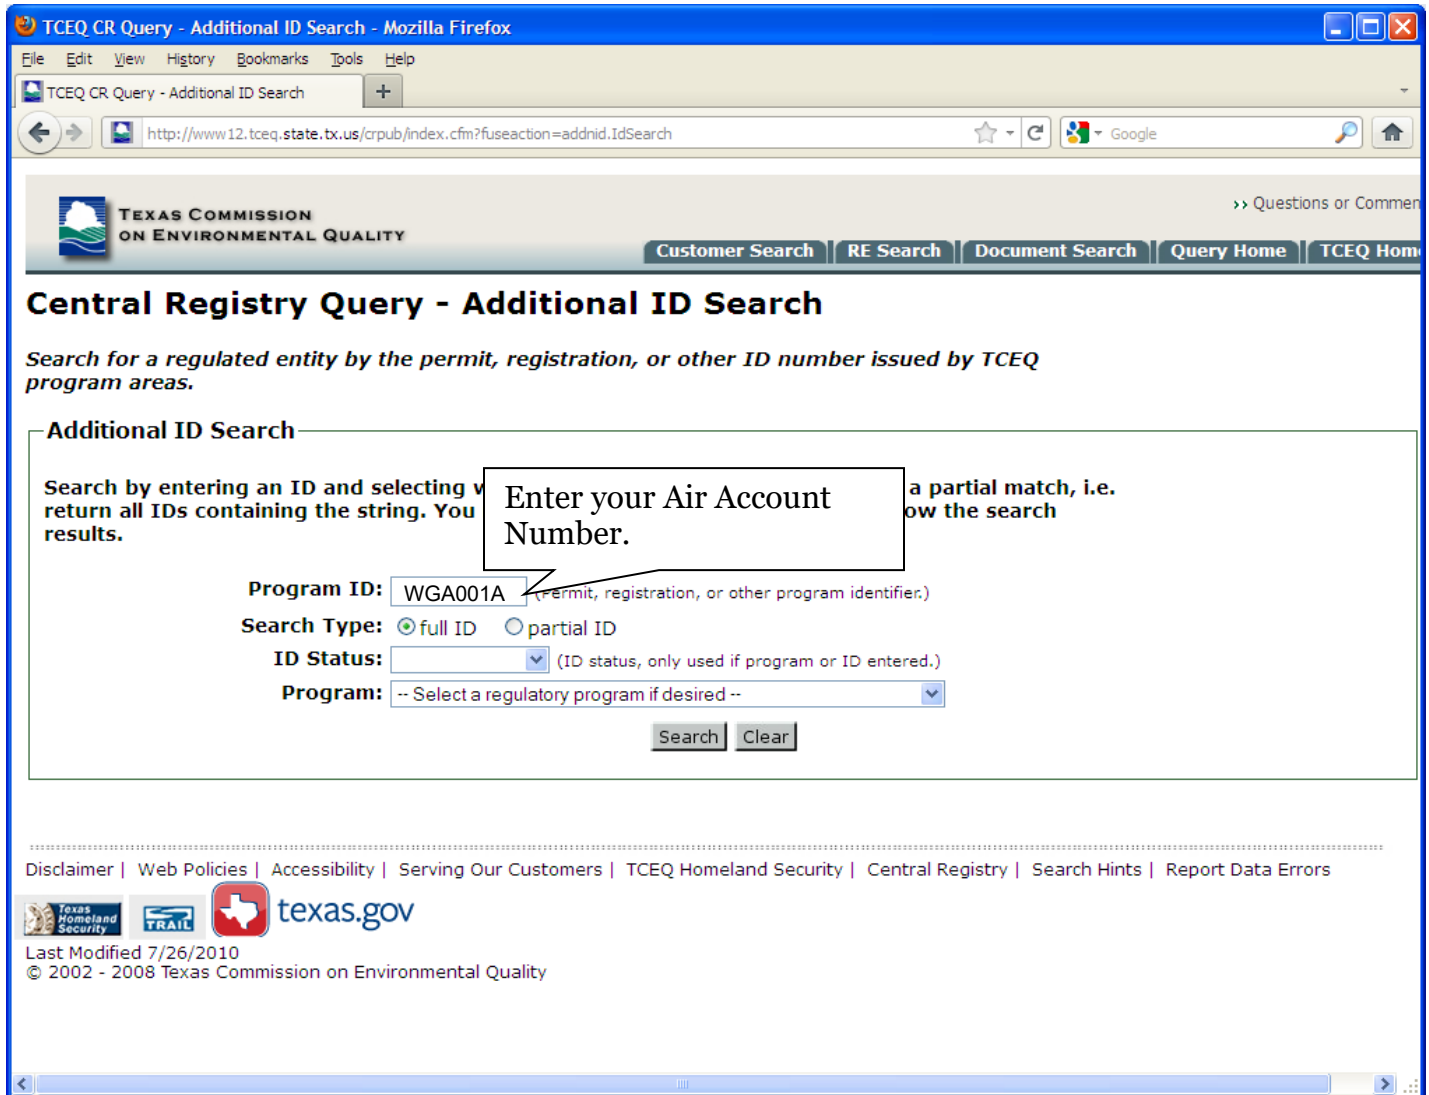 TCEQ CR Query - Additional ID Search - Mozilla Firefox
File Edit View History Bookmarks Tools Help
TCEQ CR Query - Additional ID Search
http://www12.tceq.state.tx.us/crpub/index.cfm?fuseaction=addnid.IdSearch Google
>> Questions or Commen
TEXAS COMMISSION
ON ENVIRONMENTAL QUALITY
Customer Search RE Search Document Search Query Home TCEQ Hom
Central Registry Query - Additional ID Search
Search for a regulated entity by the permit, registration, or other ID number issued by TCEQ
program areas.
Additional ID Search
Search by entering an ID and selecting a partial match, i.e.
return all IDs containing the string. You the search
results.
Enter your Air Account
Number.
Program ID: WGA001A (Permit, registration, or other program identifier.)
Search Type: full ID partial ID
ID Status: (ID status, only used if program or ID entered.)
Program: -- Select a regulatory program if desired --
Search Clear
Disclaimer | Web Policies | Accessibility | Serving Our Customers | TCEQ Homeland Security | Central Registry | Search Hints | Report Data Errors
Texas
Homeland
Security
TRAIL
texas.gov
Last Modified 7/26/2010
© 2002 - 2008 Texas Commission on Environmental Quality